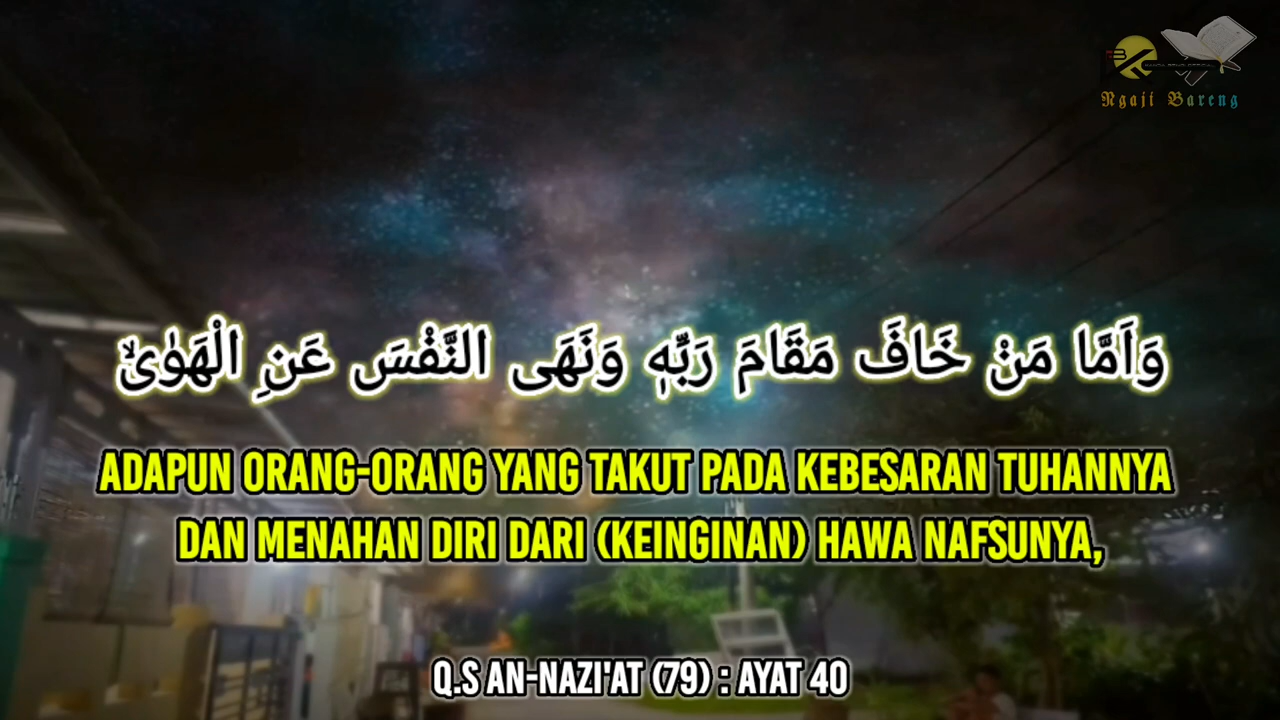 Ngaji Bareng
وَاَمَّا مَنْ خَافَ مَقَامَ رَبِّهٖ وَنَهَى النَّفْسَ عَنِ الْهَوٰىۙ
ADAPUN ORANG-ORANG YANG TAKUT PADA KEBESARAN TUHANNYA
DAN MENAHAN DIRI DARI (KEINGINAN) HAWA NAFSUNYA,
Q.S AN-NAZI'AT (79) : AYAT 40